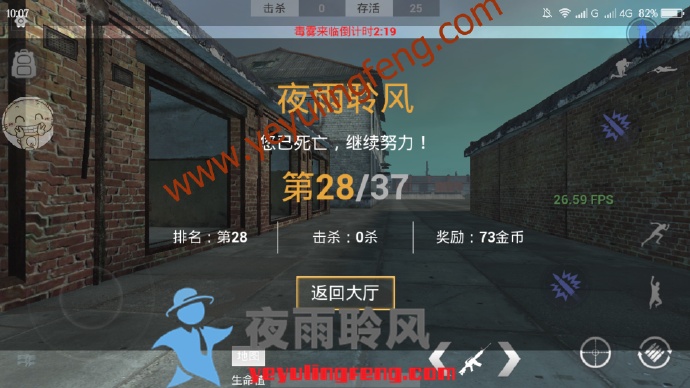 10:07
击杀 0 存活 25
G 4G 82%
毒雾来临倒计时2:19
夜雨聆风
您已死亡，继续努力！
第28/37
26.59 FPS
排名：第28 击杀：0杀 奖励：73金币
返回大厅
www.yeyulingfeng.com
夜雨聆风
地图
yeyulingfeng.com
生命值